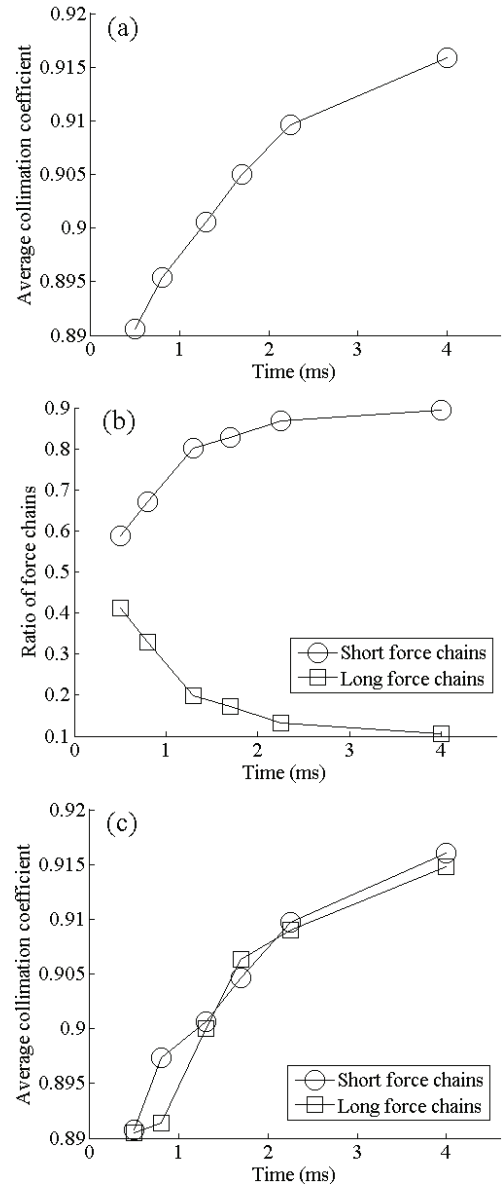 (a)
Average collimation coefficient
0.92
0.915
0.91
0.905
0.9
0.895
0.89
0 1 2 3 4
Time (ms)
(b)
Ratio of force chains
0.9
0.8
0.7
0.6
0.5
0.4
0.3
0.2
0.1
Short force chains
Long force chains
0 1 2 3 4
Time (ms)
(c)
Average collimation coefficient
0.92
0.915
0.91
0.905
0.9
0.895
0.89
Short force chains
Long force chains
0 1 2 3 4
Time (ms)